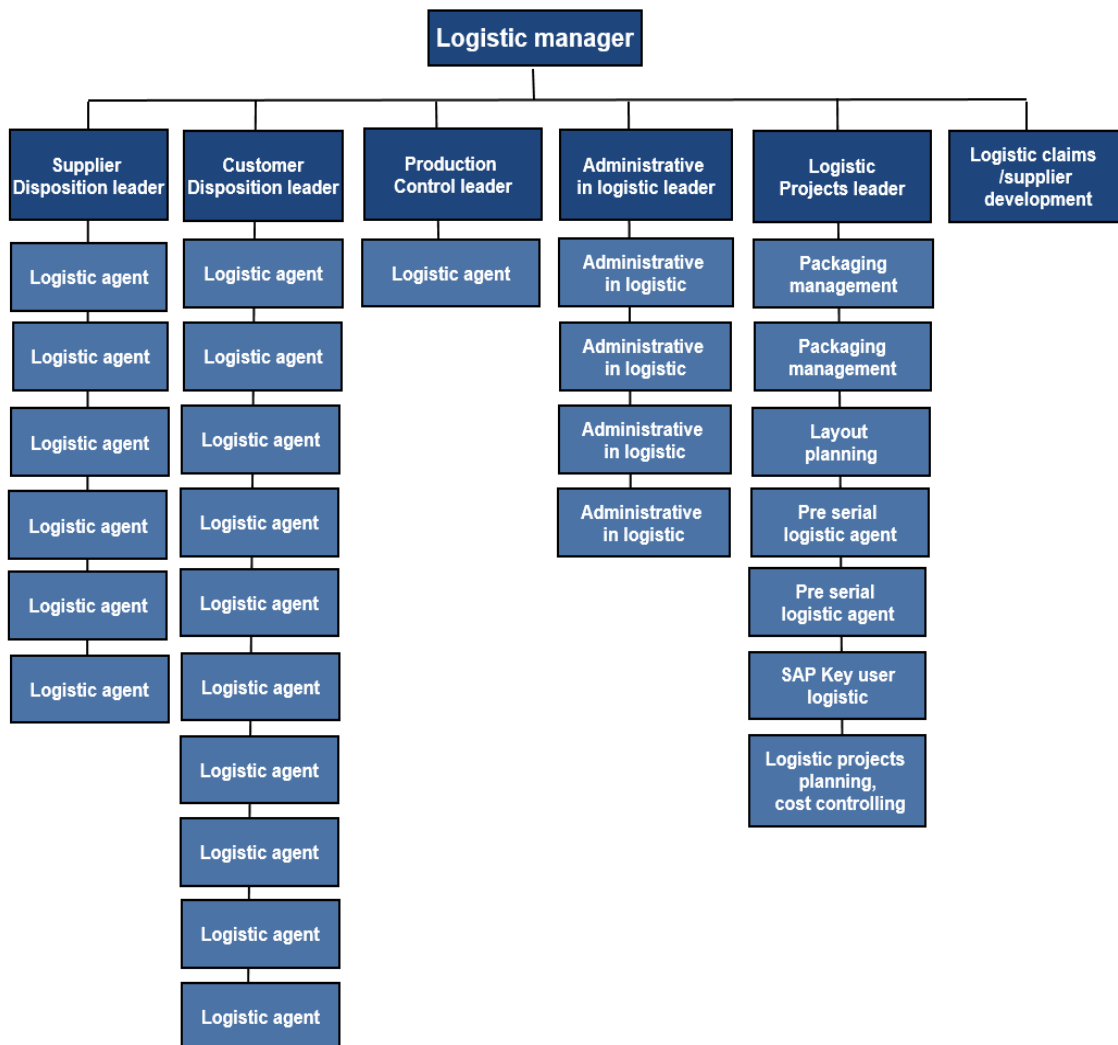 Logistic manager
Supplier
Disposition leader
Logistic agent
Logistic agent
Logistic agent
Logistic agent
Logistic agent
Logistic agent
Customer
Disposition leader
Logistic agent
Logistic agent
Logistic agent
Logistic agent
Logistic agent
Logistic agent
Logistic agent
Logistic agent
Logistic agent
Logistic agent
Production
Control leader
Logistic agent
Administrative
in logistic leader
Administrative
in logistic
Administrative
in logistic
Administrative
in logistic
Administrative
in logistic
Logistic
Projects leader
Packaging
management
Packaging
management
Layout
planning
Pre serial
logistic agent
Pre serial
logistic agent
SAP Key user
logistic
Logistic projects
planning,
cost controlling
Logistic claims
/supplier
development